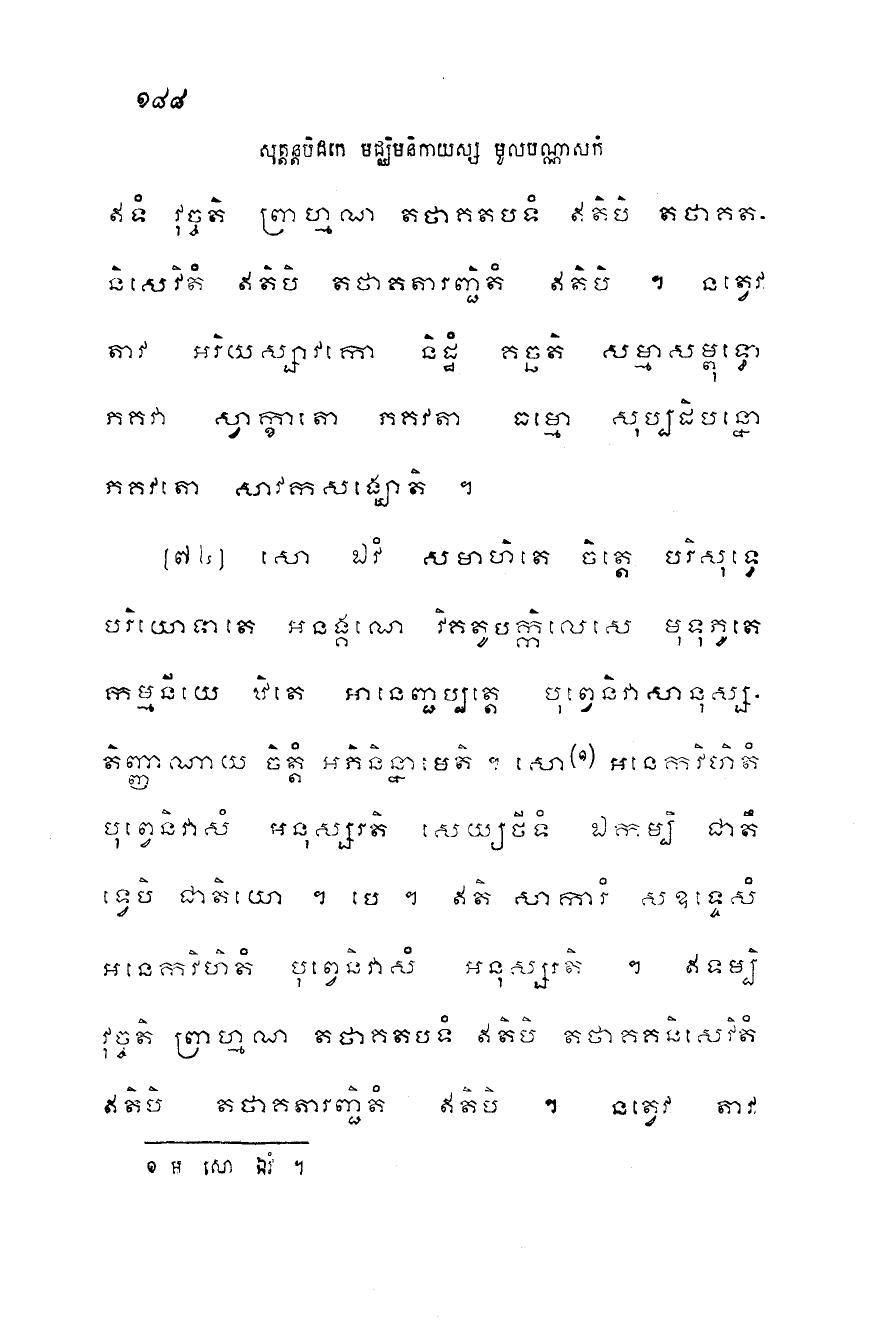 ១៨៨
សុត្តន្តបិដកេ មជ្ឈិមនិកាយស្ស មូលបណ្ណាសកំ
ឥទំ វុច្ចតិ ព្រាហ្មណ តថាគតបទំ ឥតិបិ តថាគត-
និសេវិតំ ឥតិបិ តថាគតារញ្ជិតំ ឥតិបិ ។ នត្វេវ
តាវ អរិយស្សាវកោ និដ្ឋំ គច្ឆតិ សម្មាសម្ពុទ្ធោ
ភគវា ស្វាក្ខាតោ ភគវតា ធម្មោ សុប្បដិបន្នោ
ភគវតោ សាវកសង្ឃោតិ ។
[៧៤] សោ ឯវំ សមាហិតេ ចិត្តេ បរិសុទ្ធេ
បរិយោទាតេ អនង្គណេ វិគតូបក្កិលេសេ មុទុភូតេ
កម្មនីយេ ឋិតេ អានេញ្ជប្បត្តេ បុព្វេនិវាសានុស្ស-
តិញ្ញាណាយ ចិត្តំ អភិនិន្នាមេតិ ។ សោ(១) អនេកវិហិតំ
បុព្វេនិវាសំ អនុស្សរតិ សេយ្យថីទំ ឯកម្បិ ជាតឹ
ទ្វេបិ ជាតិយោ ។ បេ ។ ឥតិ សាការំ សឧទ្ទេសំ
អនេកវិហិតំ បុព្វេនិវាសំ អនុស្សរតិ ។ ឥទម្បិ
វុច្ចតិ ព្រាហ្មណ តថាគតបទំ ឥតិបិ តថាគតនិសេវិតំ
ឥតិបិ តថាគតារញ្ជិតំ ឥតិបិ ។ នត្វេវ តាវ
១ ម សោ ឯវំ ។